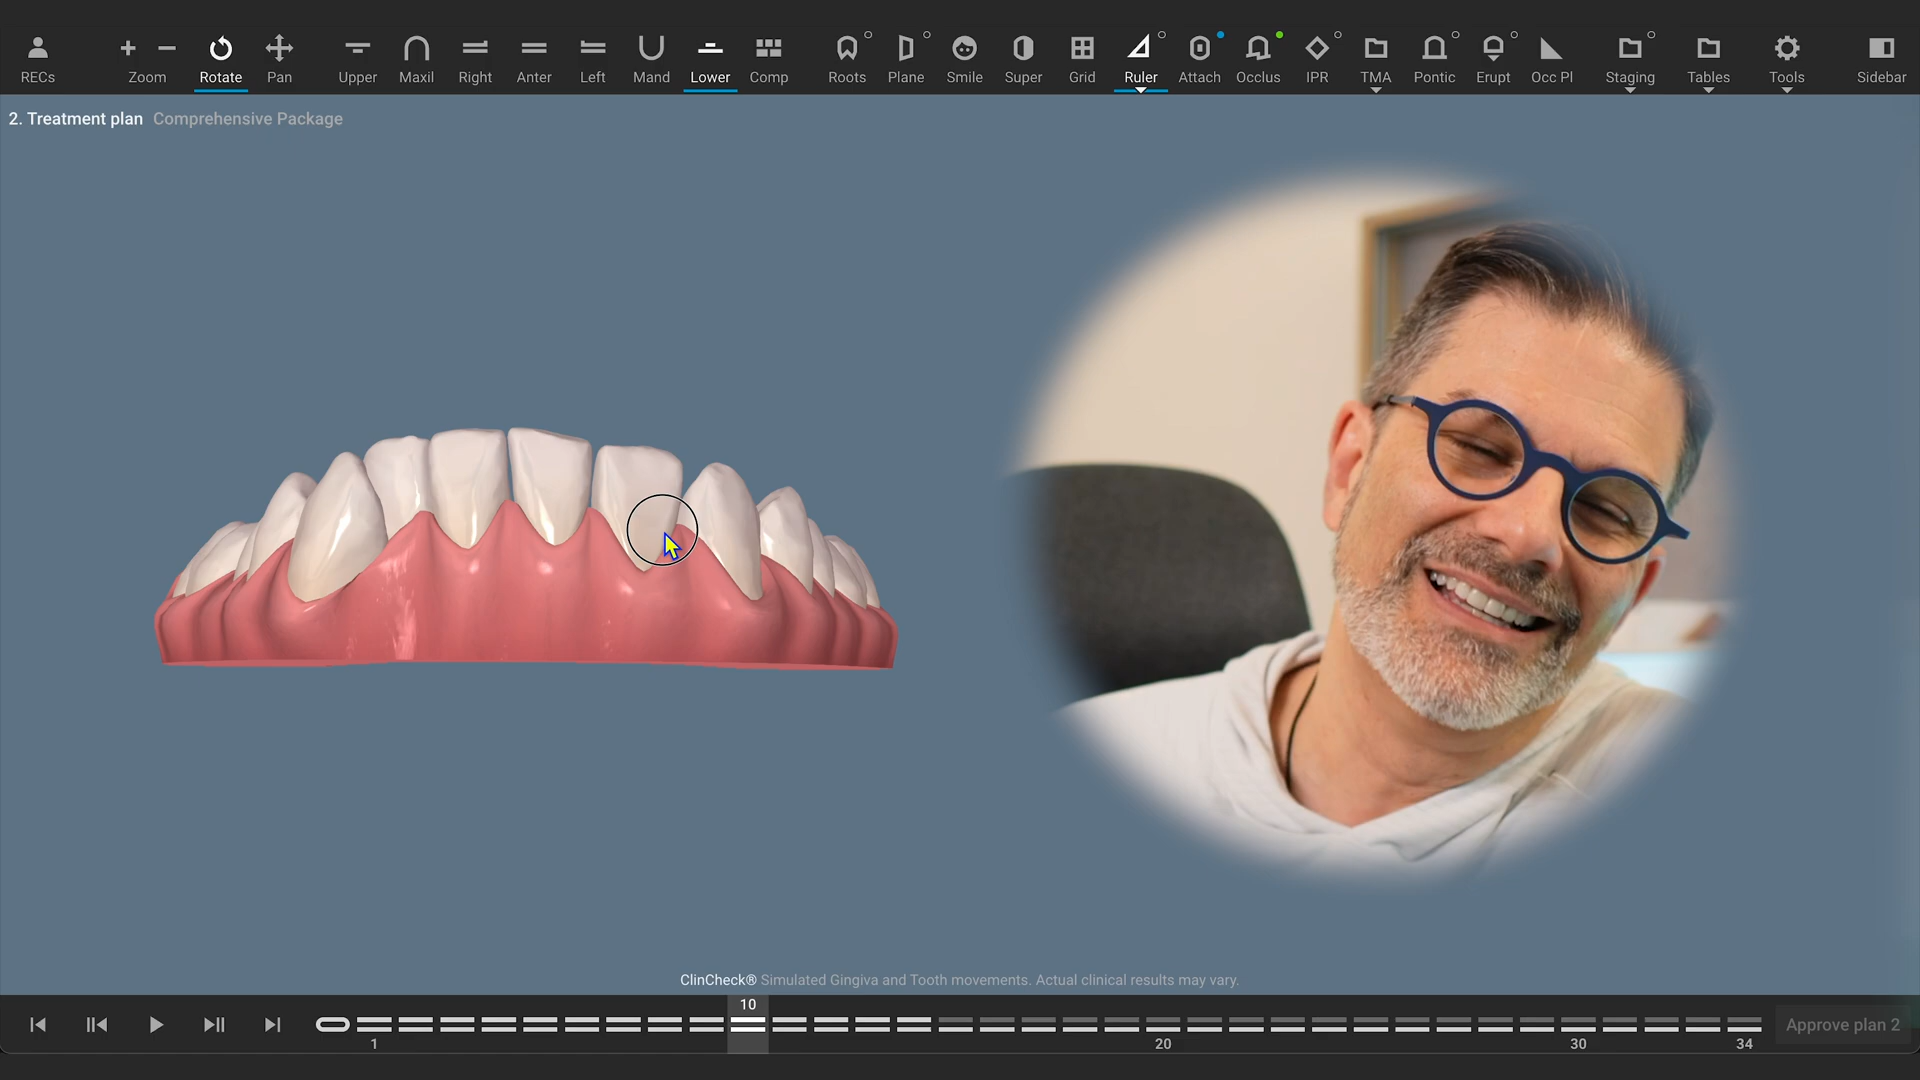 RECs Zoom Rotate Pan Upper Maxil Right Anter Left Mand Lower Comp Roots Plane Smile Super Grid Ruler Attach Occlus IPR TMA Pontic Erupt Occ Pl Staging Tables Tools Sidebar
2. Treatment plan Comprehensive Package
ClinCheck® Simulated Gingiva and Tooth movements. Actual clinical results may vary.
10
Approve plan 2
1 20 30 34